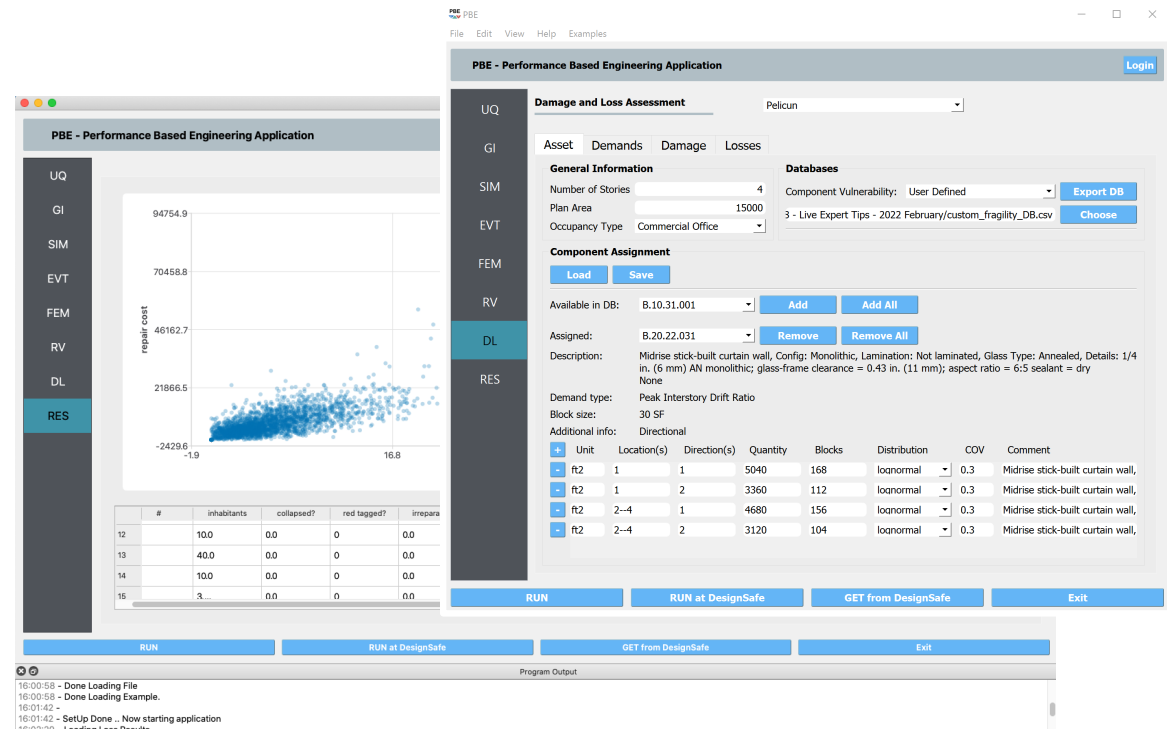 PBE PBE
File Edit View Help Examples
PBE - Performance Based Engineering Application Login
UQ
GI
SIM
EVT
FEM
RV
DL
RES
Damage and Loss Assessment Pelicun
Asset Demands Damage Losses
General Information
Number of Stories 4
Plan Area 15000
Occupancy Type Commercial Office
Databases
Component Vulnerability: User Defined Export DB
3 - Live Expert Tips - 2022 February/custom_fragility_DB.csv Choose
Component Assignment
Load Save
Available in DB: B.10.31.001 Add Add All
Assigned: B.20.22.031 Remove Remove All
Description: Midrise stick-built curtain wall, Config: Monolithic, Lamination: Not laminated, Glass Type: Annealed, Details: 1/4
in. (6 mm) AN monolithic; glass-frame clearance = 0.43 in. (11 mm); aspect ratio = 6:5 sealant = dry
None
Demand type: Peak Interstory Drift Ratio
Block size: 30 SF
Additional info: Directional
+ Unit Location(s) Direction(s) Quantity Blocks Distribution COV Comment
- ft2 1 1 5040 168 lognormal 0.3 Midrise stick-built curtain wall,
- ft2 1 2 3360 112 lognormal 0.3 Midrise stick-built curtain wall,
- ft2 2--4 1 4680 156 lognormal 0.3 Midrise stick-built curtain wall,
- ft2 2--4 2 3120 104 lognormal 0.3 Midrise stick-built curtain wall,
RUN RUN at DesignSafe GET from DesignSafe Exit
PBE - Performance Based Engineering Application
UQ
GI
SIM
EVT
FEM
RV
DL
RES
94754.9
70458.8
46162.7
21866.5
-2429.6
repair cost
-1.9 16.8
# inhabitants collapsed? red tagged? irrepara
12 10.0 0.0 0 0.0
13 40.0 0.0 0 0.0
14 10.0 0.0 0 0.0
15 3... 0.0 0 0.0
RUN RUN at DesignSafe GET from DesignSafe Exit
Program Output
16:00:58 - Done Loading File
16:00:58 - Done Loading Example.
16:01:42 -
16:01:42 - SetUp Done .. Now starting application